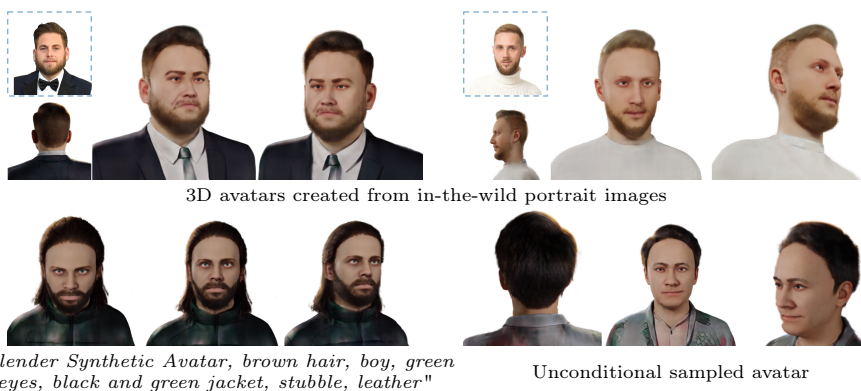 3D avatars created from in-the-wild portrait images
lender Synthetic Avatar, brown hair, boy, green
eyes, black and green jacket, stubble, leather"
Unconditional sampled avatar